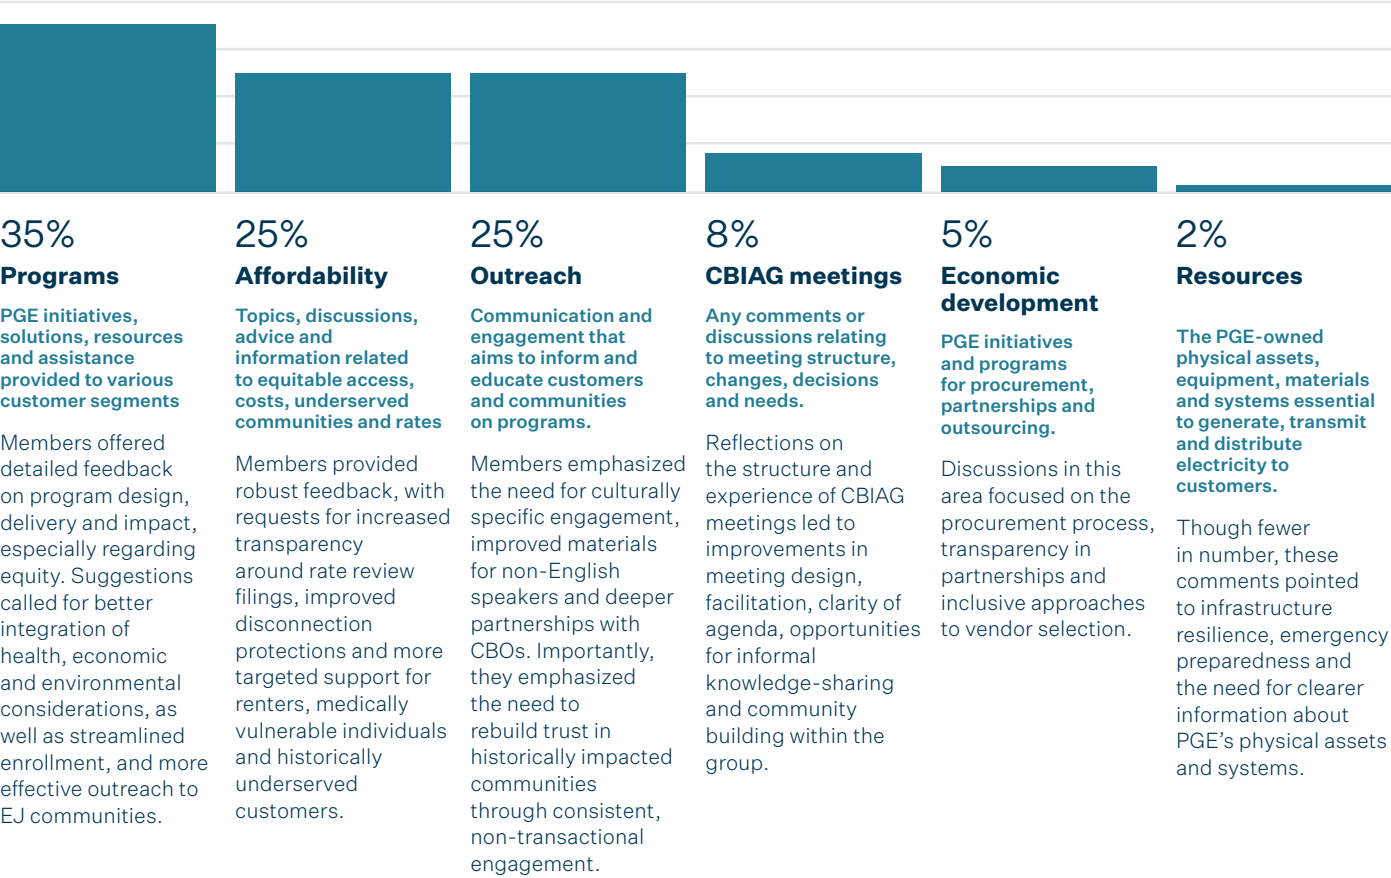 35%
Programs
PGE initiatives,
solutions, resources
and assistance
provided to various
customer segments
Members offered
detailed feedback
on program design,
delivery and impact,
especially regarding
equity. Suggestions
called for better
integration of
health, economic
and environmental
considerations, as
well as streamlined
enrollment, and more
effective outreach to
EJ communities.
25%
Affordability
Topics, discussions,
advice and
information related
to equitable access,
costs, underserved
communities and rates
Members provided
robust feedback, with
requests for increased
transparency
around rate review
filings, improved
disconnection
protections and more
targeted support for
renters, medically
vulnerable individuals
and historically
underserved
customers.
25%
Outreach
Communication and
engagement that
aims to inform and
educate customers
and communities
on programs.
Members emphasized
the need for culturally
specific engagement,
improved materials
for non-English
speakers and deeper
partnerships with
CBOs. Importantly,
they emphasized
the need to
rebuild trust in
historically impacted
communities
through consistent,
non-transactional
engagement.
8%
CBIAG meetings
Any comments or
discussions relating
to meeting structure,
changes, decisions
and needs.
Reflections on
the structure and
experience of CBIAG
meetings led to
improvements in
meeting design,
facilitation, clarity of
agenda, opportunities
for informal
knowledge-sharing
and community
building within the
group.
5%
Economic
development
PGE initiatives
and programs
for procurement,
partnerships and
outsourcing.
Discussions in this
area focused on the
procurement process,
transparency in
partnerships and
inclusive approaches
to vendor selection.
2%
Resources
The PGE-owned
physical assets,
equipment, materials
and systems essential
to generate, transmit
and distribute
electricity to
customers.
Though fewer
in number, these
comments pointed
to infrastructure
resilience, emergency
preparedness and
the need for clearer
information about
PGE’s physical assets
and systems.